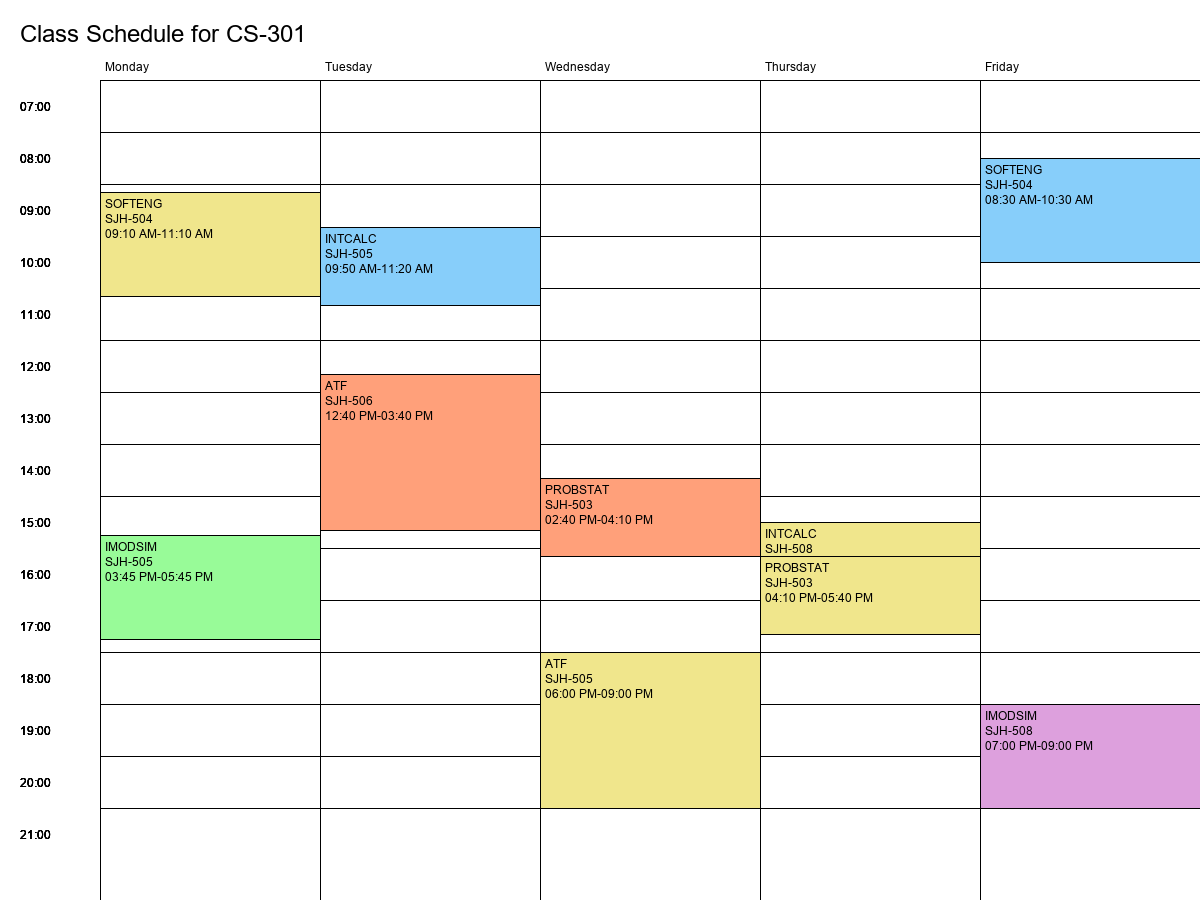 Class Schedule for CS-301
Monday
Tuesday
Wednesday
Thursday
Friday
07:00
08:00
09:00
10:00
11:00
12:00
13:00
14:00
15:00
16:00
17:00
18:00
19:00
20:00
21:00
SOFTENG
SJH-504
09:10 AM-11:10 AM
IMODSIM
SJH-505
03:45 PM-05:45 PM
INTCALC
SJH-505
09:50 AM-11:20 AM
ATF
SJH-506
12:40 PM-03:40 PM
PROBSTAT
SJH-503
02:40 PM-04:10 PM
ATF
SJH-505
06:00 PM-09:00 PM
INTCALC
SJH-508
PROBSTAT
SJH-503
04:10 PM-05:40 PM
SOFTENG
SJH-504
08:30 AM-10:30 AM
IMODSIM
SJH-508
07:00 PM-09:00 PM